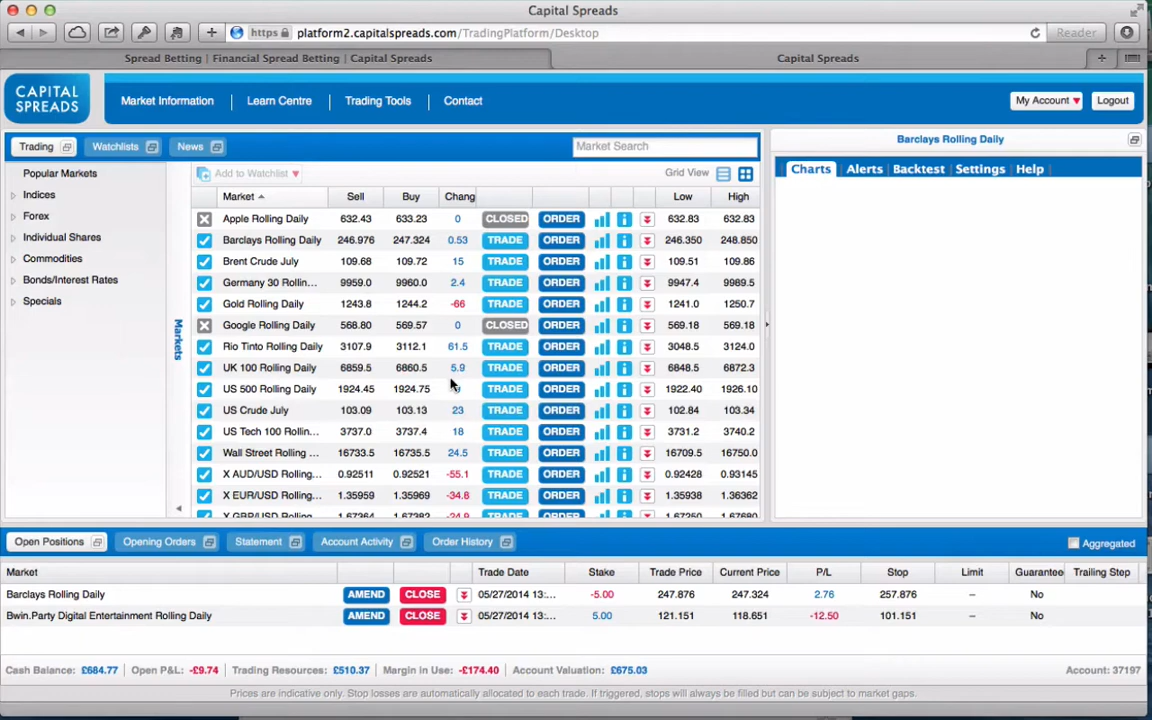 Capital Spreads
https platform2.capitalspreads.com/TradingPlatform/Desktop Reader
Spread Betting | Financial Spread Betting | Capital Spreads Capital Spreads
CAPITAL SPREADS
Market Information Learn Centre Trading Tools Contact My Account Logout
Trading Watchlists News Market Search Barclays Rolling Daily
Popular Markets Add to Watchlist Grid View Charts Alerts Backtest Settings Help
Indices
Forex
Individual Shares
Commodities
Bonds/Interest Rates
Specials
Markets
Market Sell Buy Chang Low High
Apple Rolling Daily 632.43 633.23 0 CLOSED ORDER 632.83 632.83
Barclays Rolling Daily 246.976 247.324 0.53 TRADE ORDER 246.350 248.850
Brent Crude July 109.68 109.72 15 TRADE ORDER 109.51 109.86
Germany 30 Rollin... 9959.0 9960.0 2.4 TRADE ORDER 9947.4 9989.5
Gold Rolling Daily 1243.8 1244.2 -66 TRADE ORDER 1241.0 1250.7
Google Rolling Daily 568.80 569.57 0 CLOSED ORDER 569.18 569.18
Rio Tinto Rolling Daily 3107.9 3112.1 61.5 TRADE ORDER 3048.5 3124.0
UK 100 Rolling Daily 6859.5 6860.5 5.9 TRADE ORDER 6848.5 6872.3
US 500 Rolling Daily 1924.45 1924.75 TRADE ORDER 1922.40 1926.10
US Crude July 103.09 103.13 23 TRADE ORDER 102.84 103.34
US Tech 100 Rollin... 3737.0 3737.4 18 TRADE ORDER 3731.2 3740.2
Wall Street Rolling ... 16733.5 16735.5 24.5 TRADE ORDER 16709.5 16750.0
X AUD/USD Rolling... 0.92511 0.92521 -55.1 TRADE ORDER 0.92428 0.93145
X EUR/USD Rolling... 1.35959 1.35969 -34.8 TRADE ORDER 1.35938 1.36362
X GBP/USD Rolling... 1.67364 1.67382 -24.9 TRADE ORDER 1.67250 1.67680
Open Positions Opening Orders Statement Account Activity Order History Aggregated
Market Trade Date Stake Trade Price Current Price P/L Stop Limit Guarantee Trailing Step
Barclays Rolling Daily AMEND CLOSE 05/27/2014 13:... -5.00 247.876 247.324 2.76 257.876 – No
Bwin.Party Digital Entertainment Rolling Daily AMEND CLOSE 05/27/2014 13:... 5.00 121.151 118.651 -12.50 101.151 – No
Cash Balance: £684.77 Open P&L: -£9.74 Trading Resources: £510.37 Margin in Use: -£174.40 Account Valuation: £675.03 Account: 37197
Prices are indicative only. Stop losses are automatically allocated to each trade. If triggered, stops will always be filled but can be subject to market gaps.